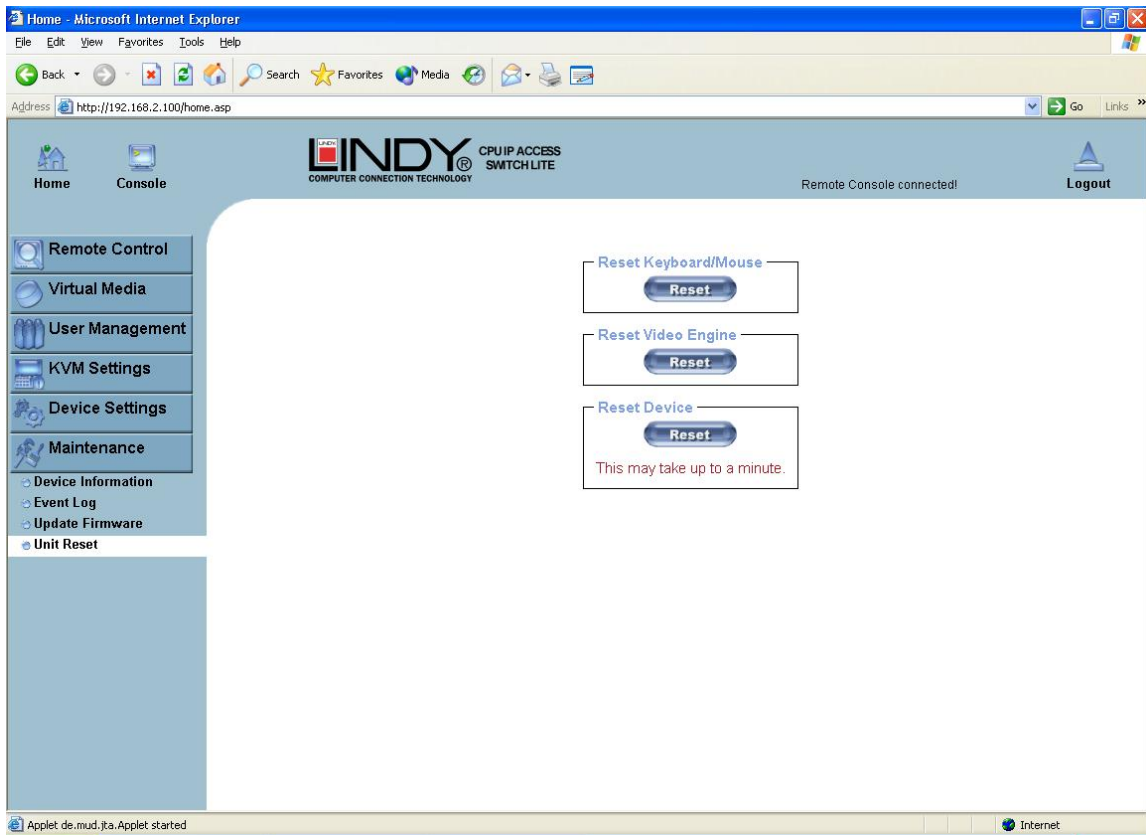 Home - Microsoft Internet Explorer
File Edit View Favorites Tools Help
Back Search Favorites Media
Address http://192.168.2.100/home.asp Go Links »
Home Console
LINDY
LINDY® CPU IP ACCESS
SWITCH LITE
COMPUTER CONNECTION TECHNOLOGY
Remote Console connected!
Logout
Remote Control
Virtual Media
User Management
KVM Settings
Device Settings
Maintenance
Device Information
Event Log
Update Firmware
Unit Reset
Reset Keyboard/Mouse
Reset
Reset Video Engine
Reset
Reset Device
Reset
This may take up to a minute.
Applet de.mud.jta.Applet started Internet